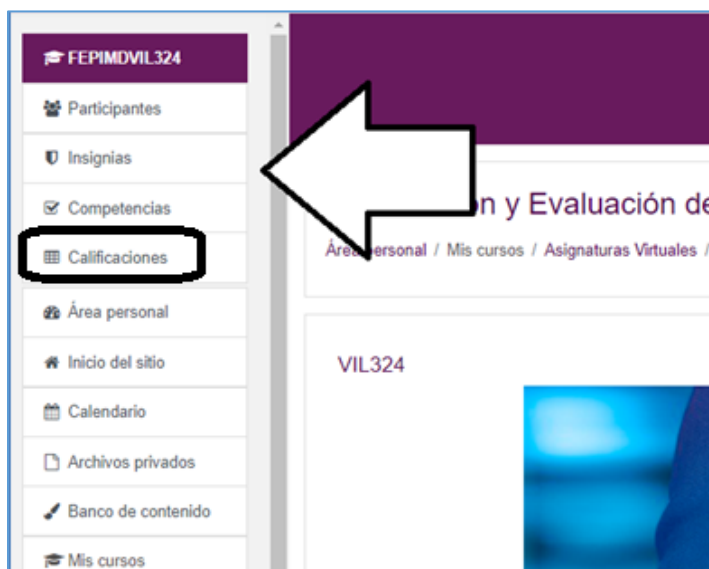 FEPIMDVIL324
Participantes
Insignias
Competencias
Calificaciones
Área personal
Inicio del sitio
Calendario
Archivos privados
Banco de contenido
Mis cursos
y Evaluación de
Área personal / Mis cursos / Asignaturas Virtuales /
VIL324